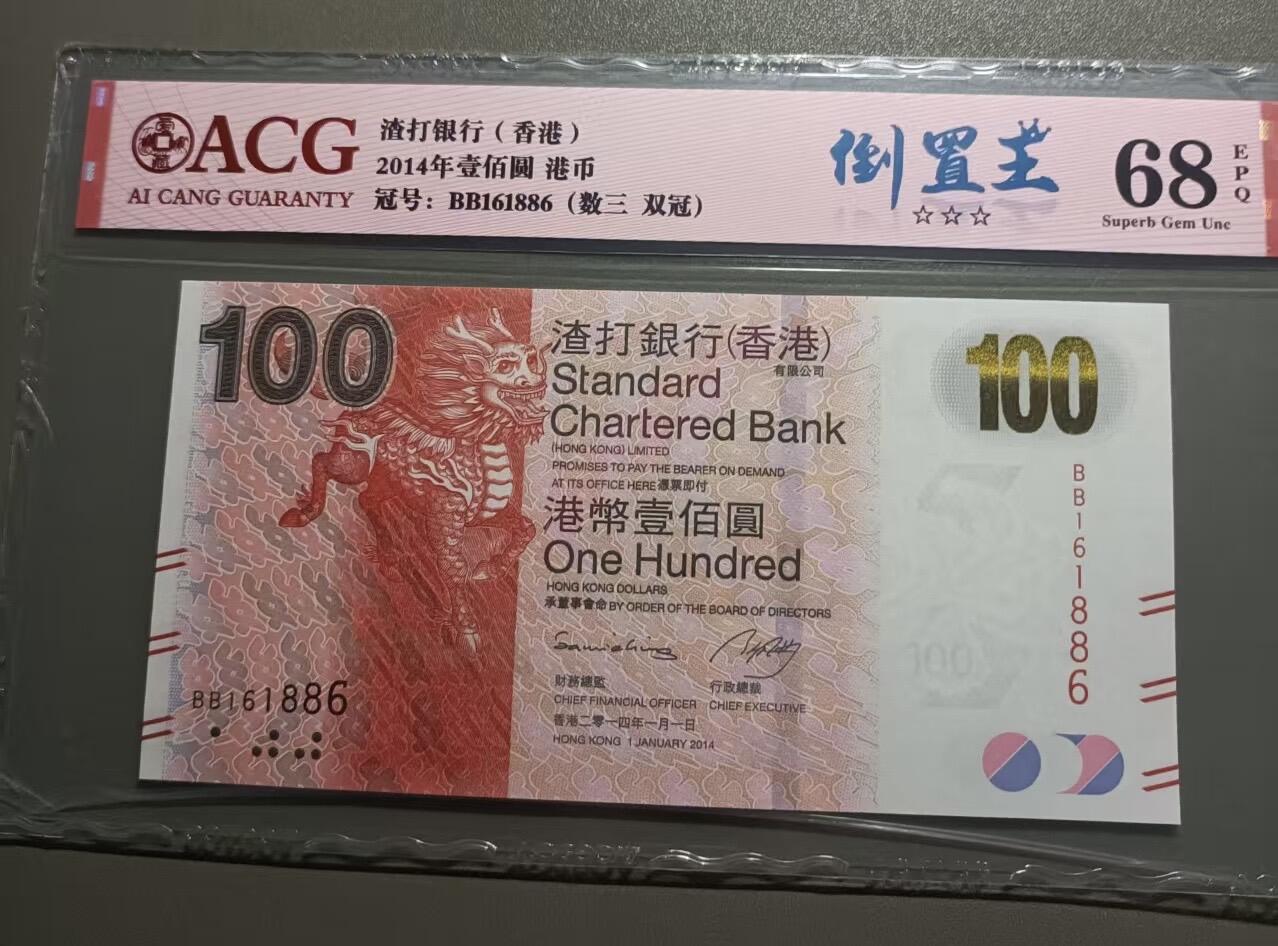 ACG
AI CANG GUARANTY
渣打银行（香港）
2014年壹佰圆 港币
冠号：BB161886（数三 双冠）
倒置王
☆☆☆
68
EPQ
Superb Gem Unc
100
渣打銀行(香港)
有限公司
Standard
Chartered Bank
(HONG KONG) LIMITED
PROMISES TO PAY THE BEARER ON DEMAND
AT ITS OFFICE HERE 憑票即付
港幣壹佰圓
One Hundred
HONG KONG DOLLARS
承董事會命 BY ORDER OF THE BOARD OF DIRECTORS
財務總監
CHIEF FINANCIAL OFFICER
行政總裁
CHIEF EXECUTIVE
香港二零一四年一月一日
HONG KONG 1 JANUARY 2014
BB161886
100
BB161886
100